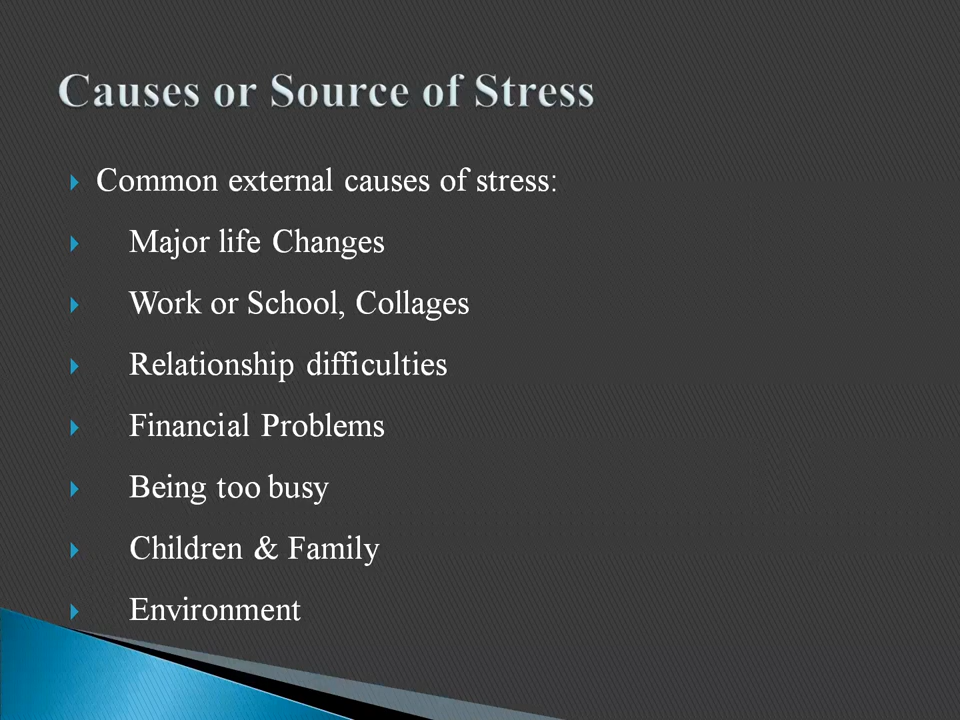 Causes or Source of Stress
Common external causes of stress:
Major life Changes
Work or School, Collages
Relationship difficulties
Financial Problems
Being too busy
Children & Family
Environment